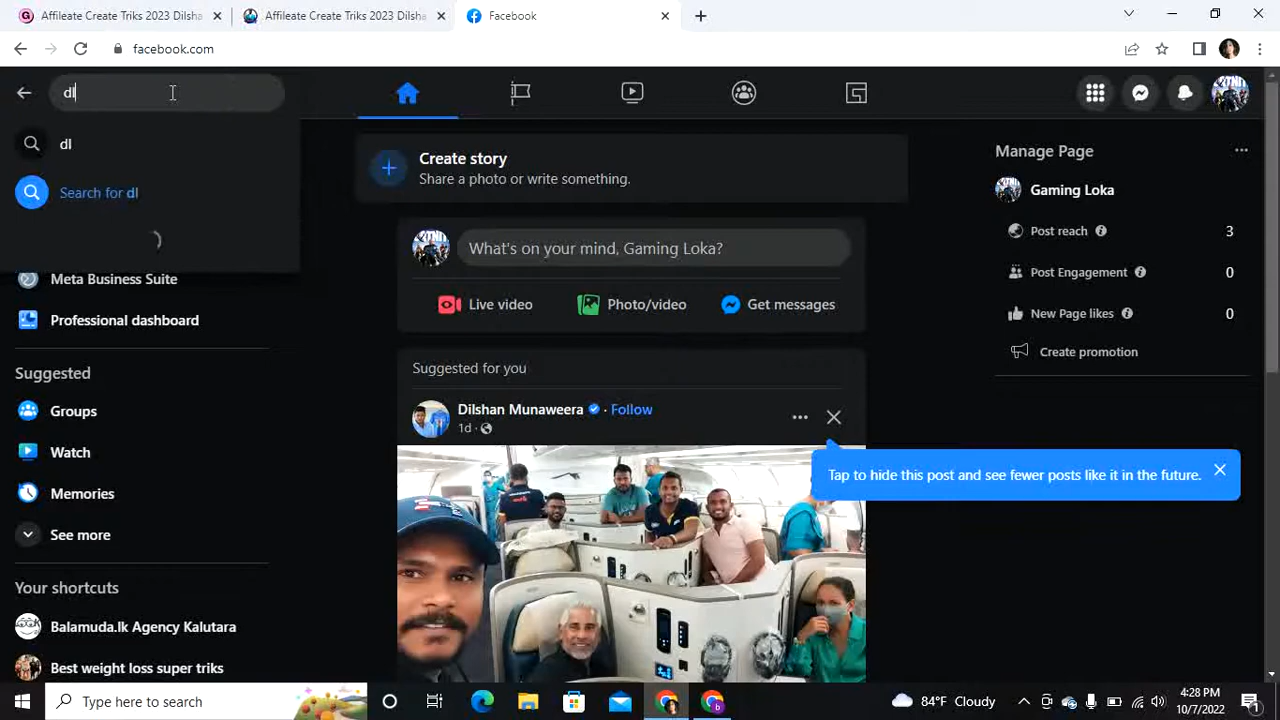 Affileate Create Triks 2023 Dilsha
Affileate Create Triks 2023 Dilsha
Facebook
facebook.com
dl
dl
Search for dl
Meta Business Suite
Professional dashboard
Suggested
Groups
Watch
Memories
See more
Your shortcuts
Balamuda.lk Agency Kalutara
Best weight loss super triks
Create story
Share a photo or write something.
What's on your mind, Gaming Loka?
Live video
Photo/video
Get messages
Suggested for you
Dilshan Munaweera · Follow
1d ·
Tap to hide this post and see fewer posts like it in the future.
Manage Page
Gaming Loka
Post reach 3
Post Engagement 0
New Page likes 0
Create promotion
Type here to search
84°F Cloudy
4:28 PM
10/7/2022